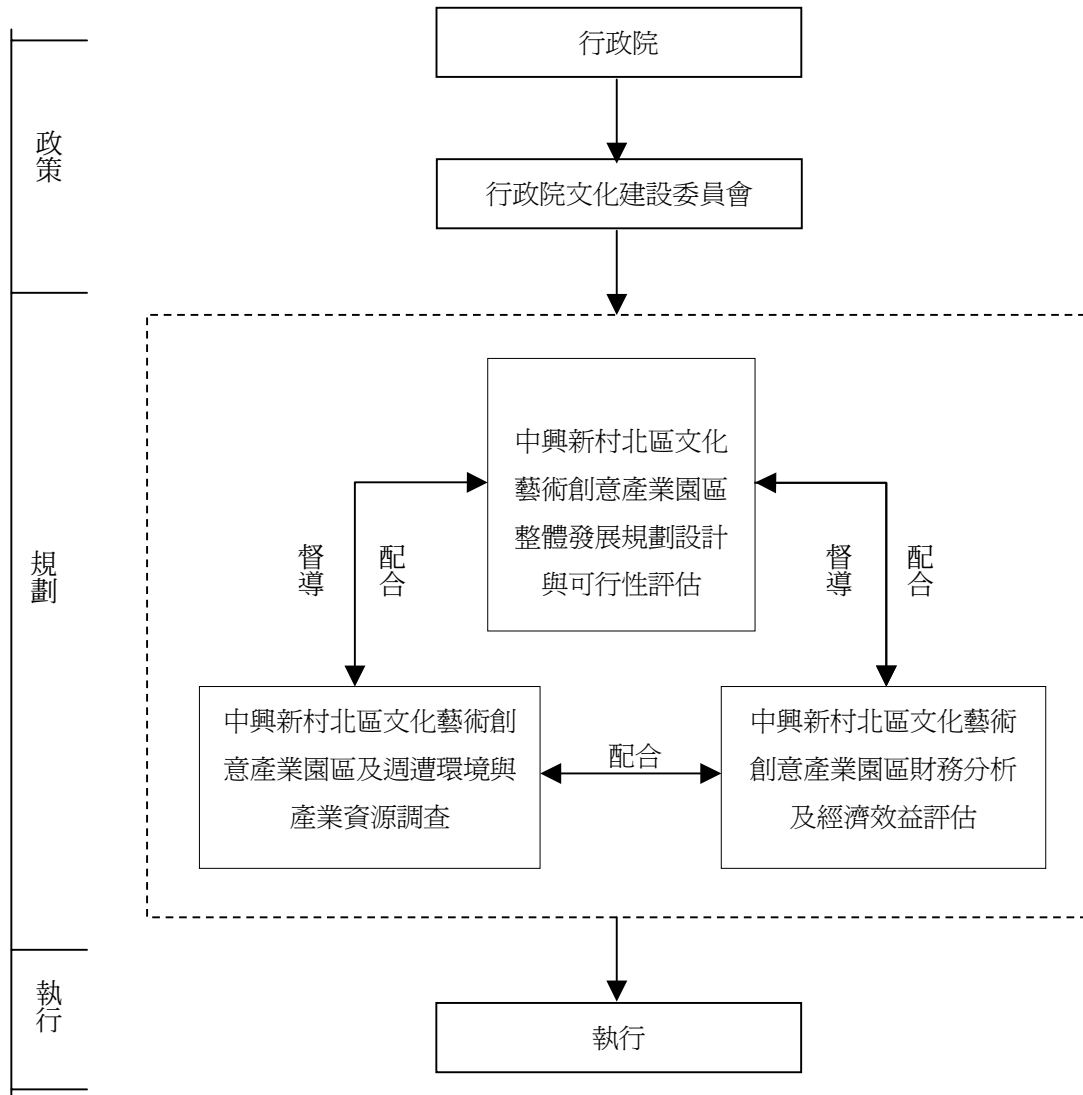 行政院
政策
行政院文化建設委員會
中興新村北區文化
藝術創意產業園區
整體發展規劃設計
與可行性評估
規劃
督導
配合
督導
配合
中興新村北區文化藝術創
意產業園區及週遭環境與
產業資源調查
配合
中興新村北區文化藝術
創意產業園區財務分析
及經濟效益評估
執行
執行